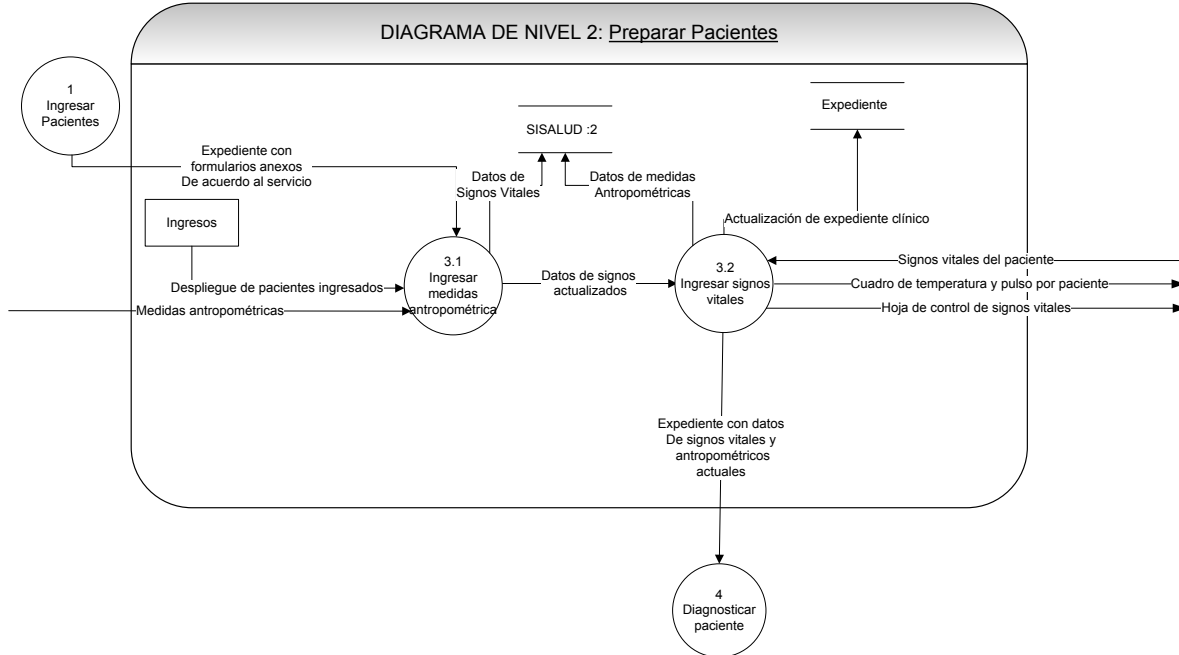 DIAGRAMA DE NIVEL 2: Preparar Pacientes
1
Ingresar
Pacientes
Expediente con
formularios anexos
De acuerdo al servicio
Ingresos
Despliegue de pacientes ingresados
Medidas antropométricas
3.1
Ingresar
medidas
antropométrica
Datos de
Signos Vitales
SISALUD :2
Datos de medidas
Antropométricas
Expediente
Actualización de expediente clínico
Datos de signos
actualizados
3.2
Ingresar signos
vitales
Signos vitales del paciente
Cuadro de temperatura y pulso por paciente
Hoja de control de signos vitales
Expediente con datos
De signos vitales y
antropométricos
actuales
4
Diagnosticar
paciente